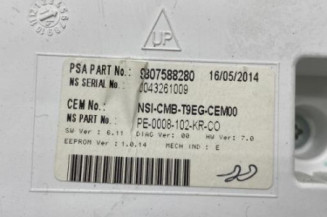 UP
PSA PART No.: 9807588280 16/05/2014
NS SERIAL No.: 0043261009
CEM No.: NSI-CMB-T9EG-CEM00
NS PART No.: PE-0008-102-KR-CO
SW Ver : 6.11 DIAG Ver: 00 HW Ver: 7.0
EEPROM Ver : 1.0.14 MECH IND : E